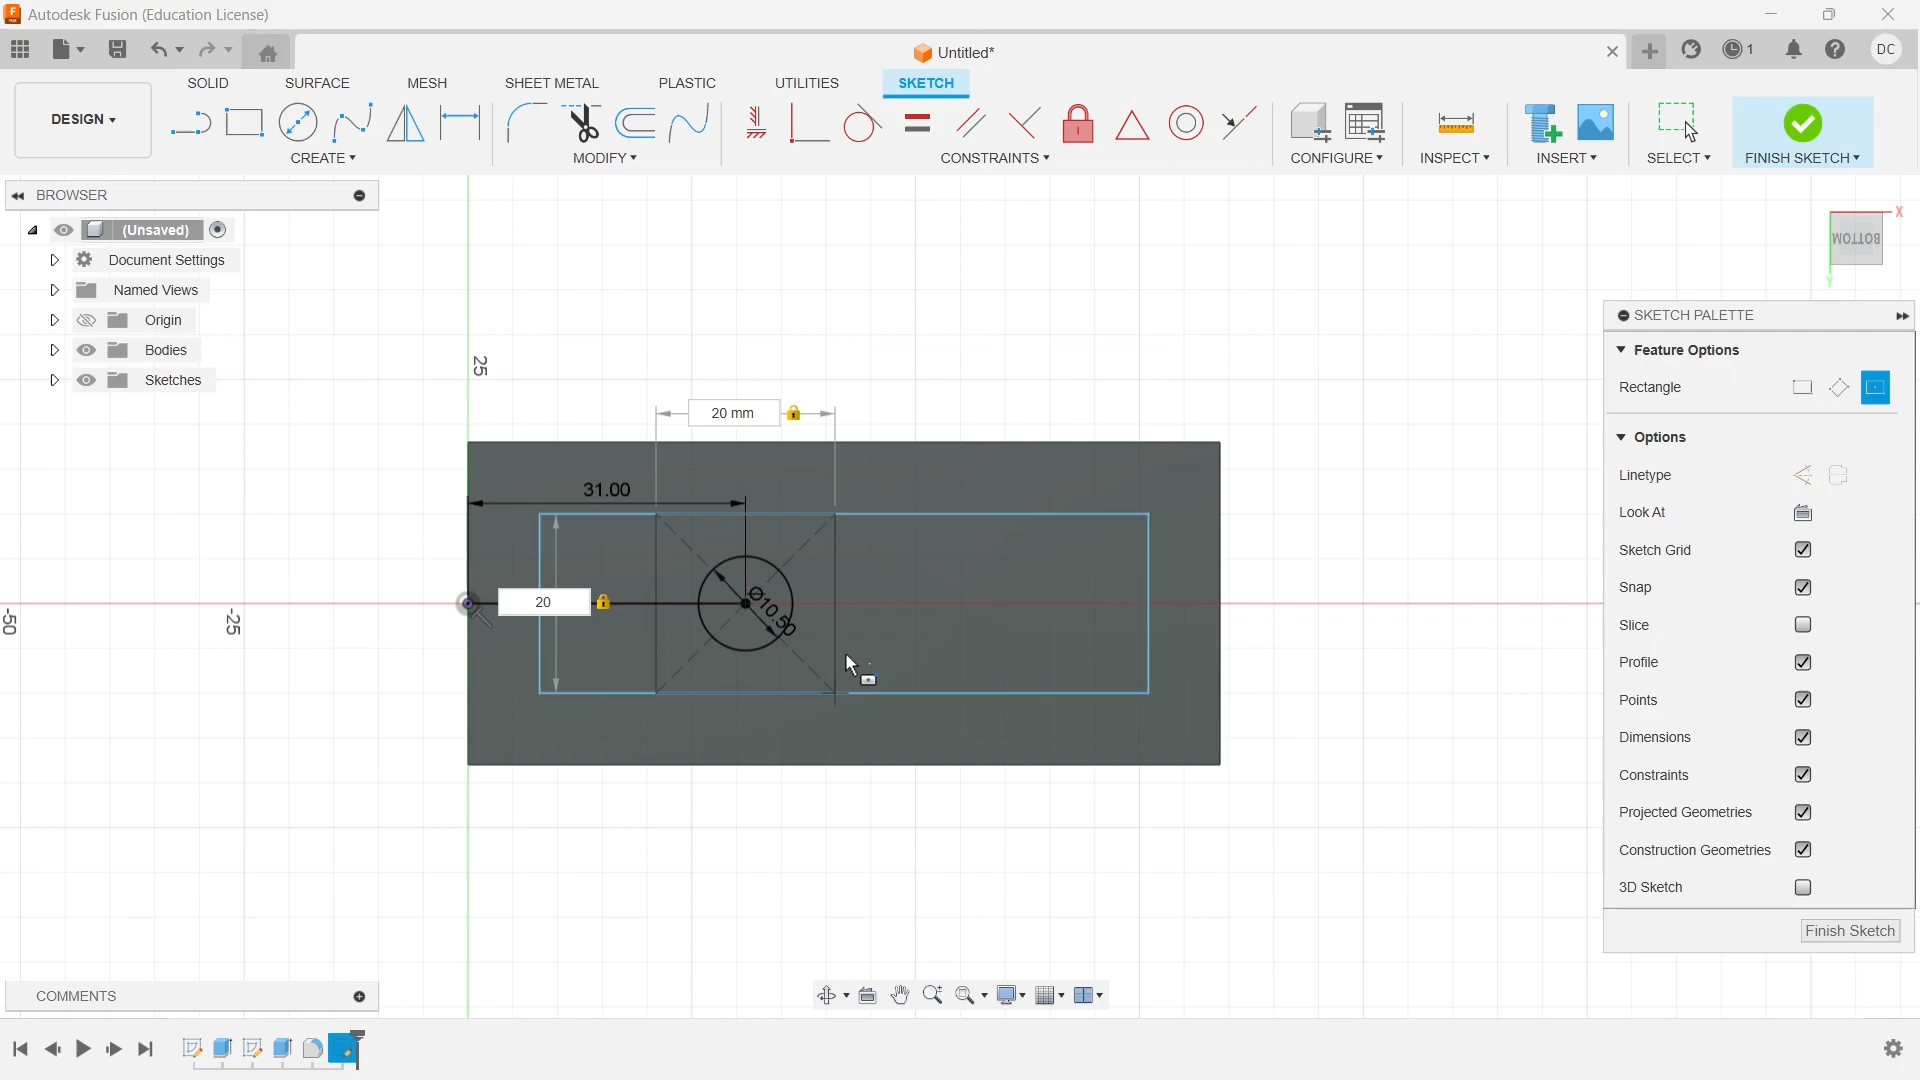 Autodesk Fusion (Education License)
Untitled*
1
DC
DESIGN
SOLID
SURFACE
MESH
SHEET METAL
PLASTIC
UTILITIES
SKETCH
CREATE
MODIFY
CONSTRAINTS
CONFIGURE
INSPECT
INSERT
SELECT
FINISH SKETCH
BROWSER
(Unsaved)
Document Settings
Named Views
Origin
Bodies
Sketches
X
BOTTOM
Y
25
20 mm
31.00
20
Ø10.50
-50
-25
SKETCH PALETTE
Feature Options
Rectangle
Options
Linetype
Look At
Sketch Grid
Snap
Slice
Profile
Points
Dimensions
Constraints
Projected Geometries
Construction Geometries
3D Sketch
Finish Sketch
COMMENTS